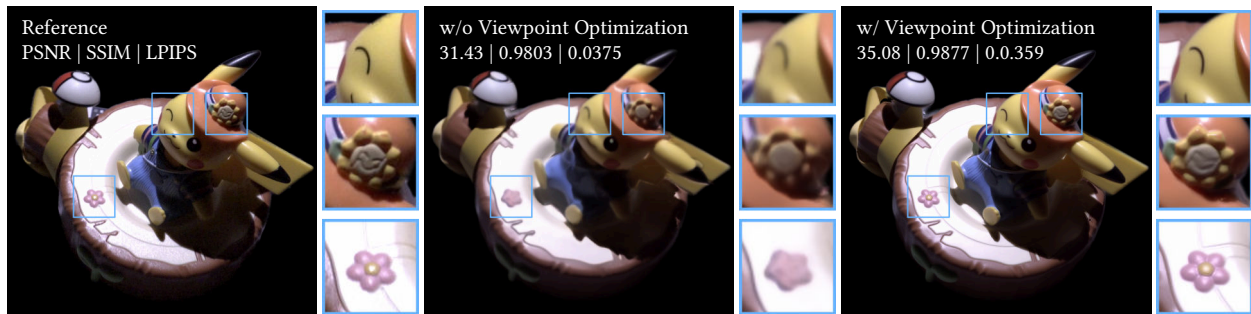 Reference
PSNR | SSIM | LPIPS
w/o Viewpoint Optimization
31.43 | 0.9803 | 0.0375
w/ Viewpoint Optimization
35.08 | 0.9877 | 0.0.359